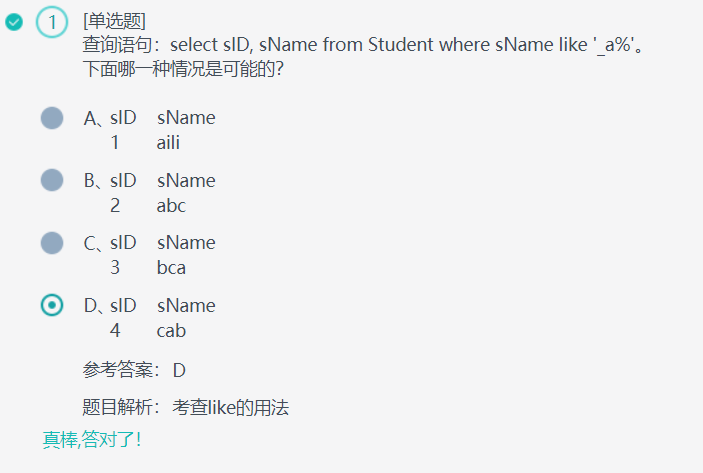 1 [单选题]
查询语句：select sID, sName from Student where sName like '_a%'。
下面哪一种情况是可能的？
A、sID sName
1 aili
B、sID sName
2 abc
C、sID sName
3 bca
D、sID sName
4 cab
参考答案： D
题目解析： 考查like的用法
真棒,答对了!